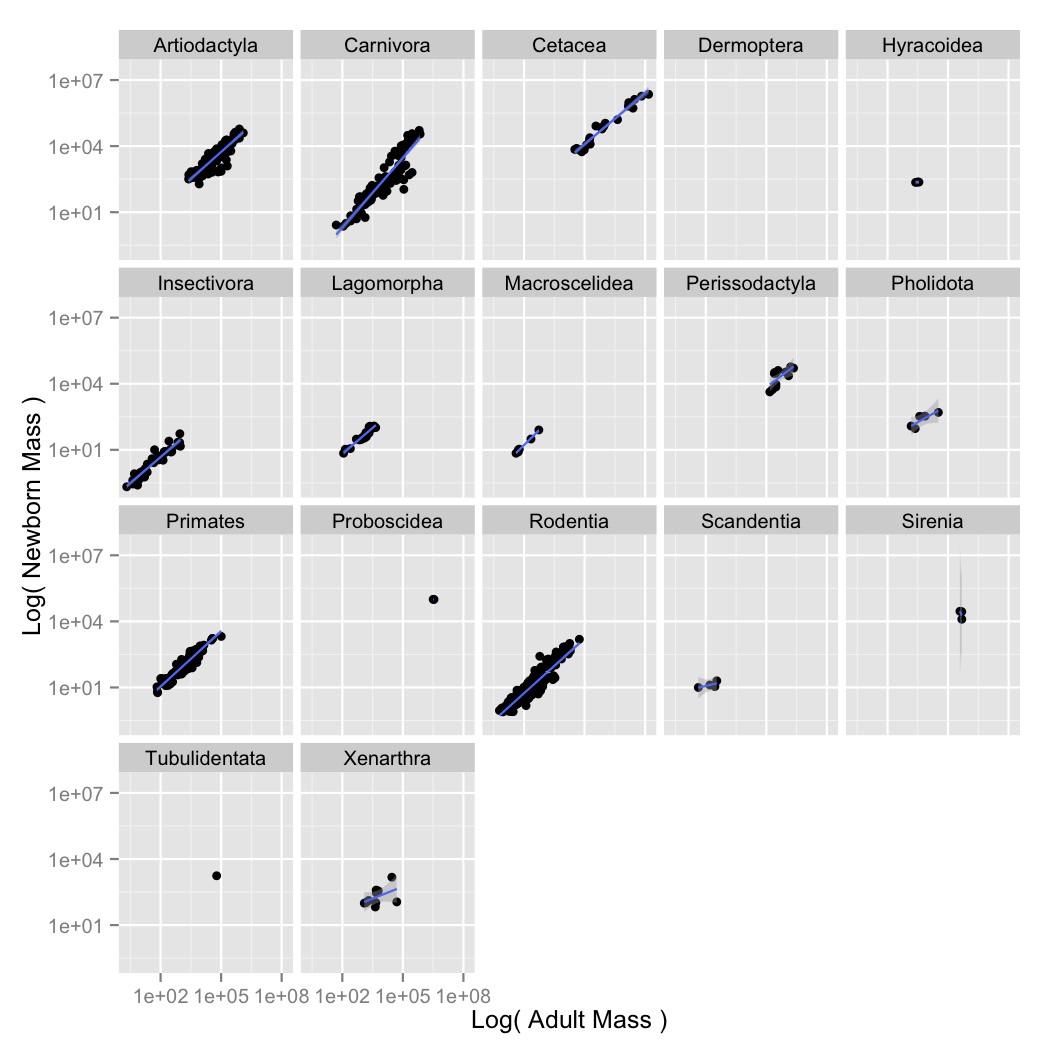 Artiodactyla Carnivora Cetacea Dermoptera Hyracoidea
1e+07
1e+04
1e+01
Insectivora Lagomorpha Macroscelidea Perissodactyla Pholidota
1e+07
1e+04
1e+01
Primates Proboscidea Rodentia Scandentia Sirenia
1e+07
1e+04
1e+01
Tubulidentata Xenarthra
1e+07
1e+04
1e+01
1e+02 1e+05 1e+08 1e+02 1e+05 1e+08
Log( Adult Mass )
Log( Newborn Mass )